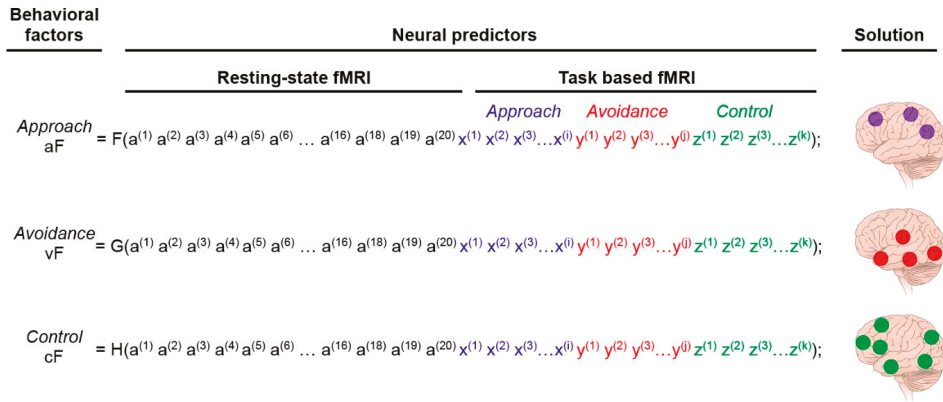 Behavioral factors
Neural predictors
Solution
Resting-state fMRI
Task based fMRI
Approach
Avoidance
Control
Approach
aF = F(a⁽¹⁾ a⁽²⁾ a⁽³⁾ a⁽⁴⁾ a⁽⁵⁾ a⁽⁶⁾ … a⁽¹⁶⁾ a⁽¹⁸⁾ a⁽¹⁹⁾ a⁽²⁰⁾ x⁽¹⁾ x⁽²⁾ x⁽³⁾…x⁽ⁱ⁾ y⁽¹⁾ y⁽²⁾ y⁽³⁾…y⁽ʲ⁾ z⁽¹⁾ z⁽²⁾ z⁽³⁾…z⁽ᵏ⁾);
Avoidance
vF = G(a⁽¹⁾ a⁽²⁾ a⁽³⁾ a⁽⁴⁾ a⁽⁵⁾ a⁽⁶⁾ … a⁽¹⁶⁾ a⁽¹⁸⁾ a⁽¹⁹⁾ a⁽²⁰⁾ x⁽¹⁾ x⁽²⁾ x⁽³⁾…x⁽ⁱ⁾ y⁽¹⁾ y⁽²⁾ y⁽³⁾…y⁽ʲ⁾ z⁽¹⁾ z⁽²⁾ z⁽³⁾…z⁽ᵏ⁾);
Control
cF = H(a⁽¹⁾ a⁽²⁾ a⁽³⁾ a⁽⁴⁾ a⁽⁵⁾ a⁽⁶⁾ … a⁽¹⁶⁾ a⁽¹⁸⁾ a⁽¹⁹⁾ a⁽²⁰⁾ x⁽¹⁾ x⁽²⁾ x⁽³⁾…x⁽ⁱ⁾ y⁽¹⁾ y⁽²⁾ y⁽³⁾…y⁽ʲ⁾ z⁽¹⁾ z⁽²⁾ z⁽³⁾…z⁽ᵏ⁾);